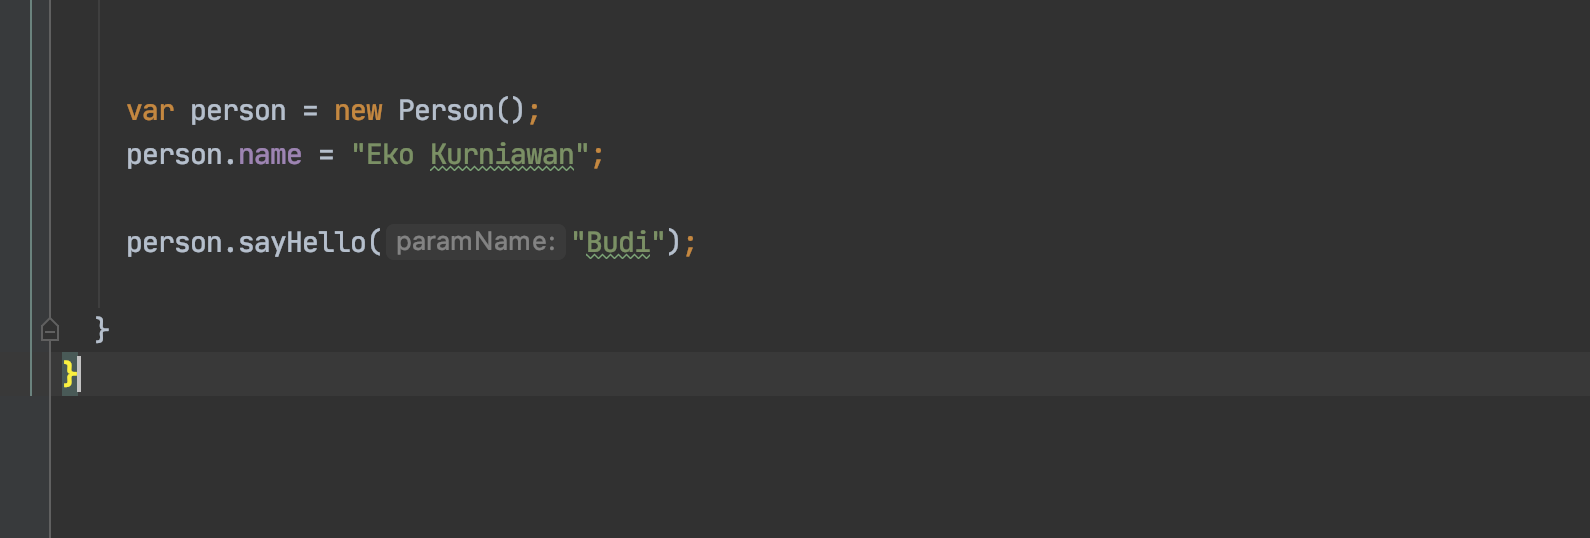 var person = new Person();
person.name = "Eko Kurniawan";
person.sayHello( paramName: "Budi");
}
}